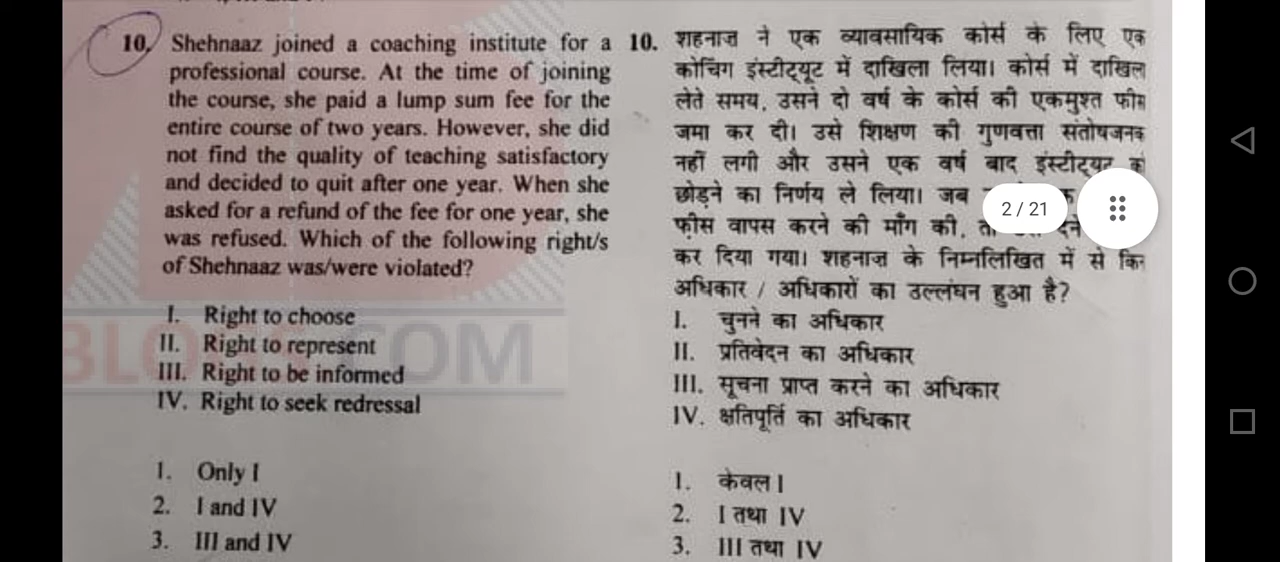 10. Shehnaaz joined a coaching institute for a
professional course. At the time of joining
the course, she paid a lump sum fee for the
entire course of two years. However, she did
not find the quality of teaching satisfactory
and decided to quit after one year. When she
asked for a refund of the fee for one year, she
was refused. Which of the following right/s
of Shehnaaz was/were violated?
I. Right to choose
II. Right to represent
III. Right to be informed
IV. Right to seek redressal
1. Only I
2. I and IV
3. III and IV
10. शहनाज़ ने एक व्यावसायिक कोर्स के लिए एक
कोचिंग इंस्टीट्यूट में दाखिला लिया। कोर्स में
लेते समय, उसने दो वर्ष के कोर्स की एकमुश्त
जमा कर दी। उसे शिक्षण की गुणवत्ता
नहीं लगी और उसने एक वर्ष बाद इंस्टीट्यूट
छोड़ने का निर्णय ले लिया। जब
फ़ीस वापस करने की माँग की,
कर दिया गया। शहनाज़ के निम्नलिखित में से
अधिकार / अधिकारों का उल्लंघन हुआ है?
I. चुनने का अधिकार
II. प्रतिवेदन का अधिकार
III. सूचना प्राप्त करने का अधिकार
IV. क्षतिपूर्ति का अधिकार
1. केवल I
2. I तथा IV
3. III तथा IV
2 / 21
COM